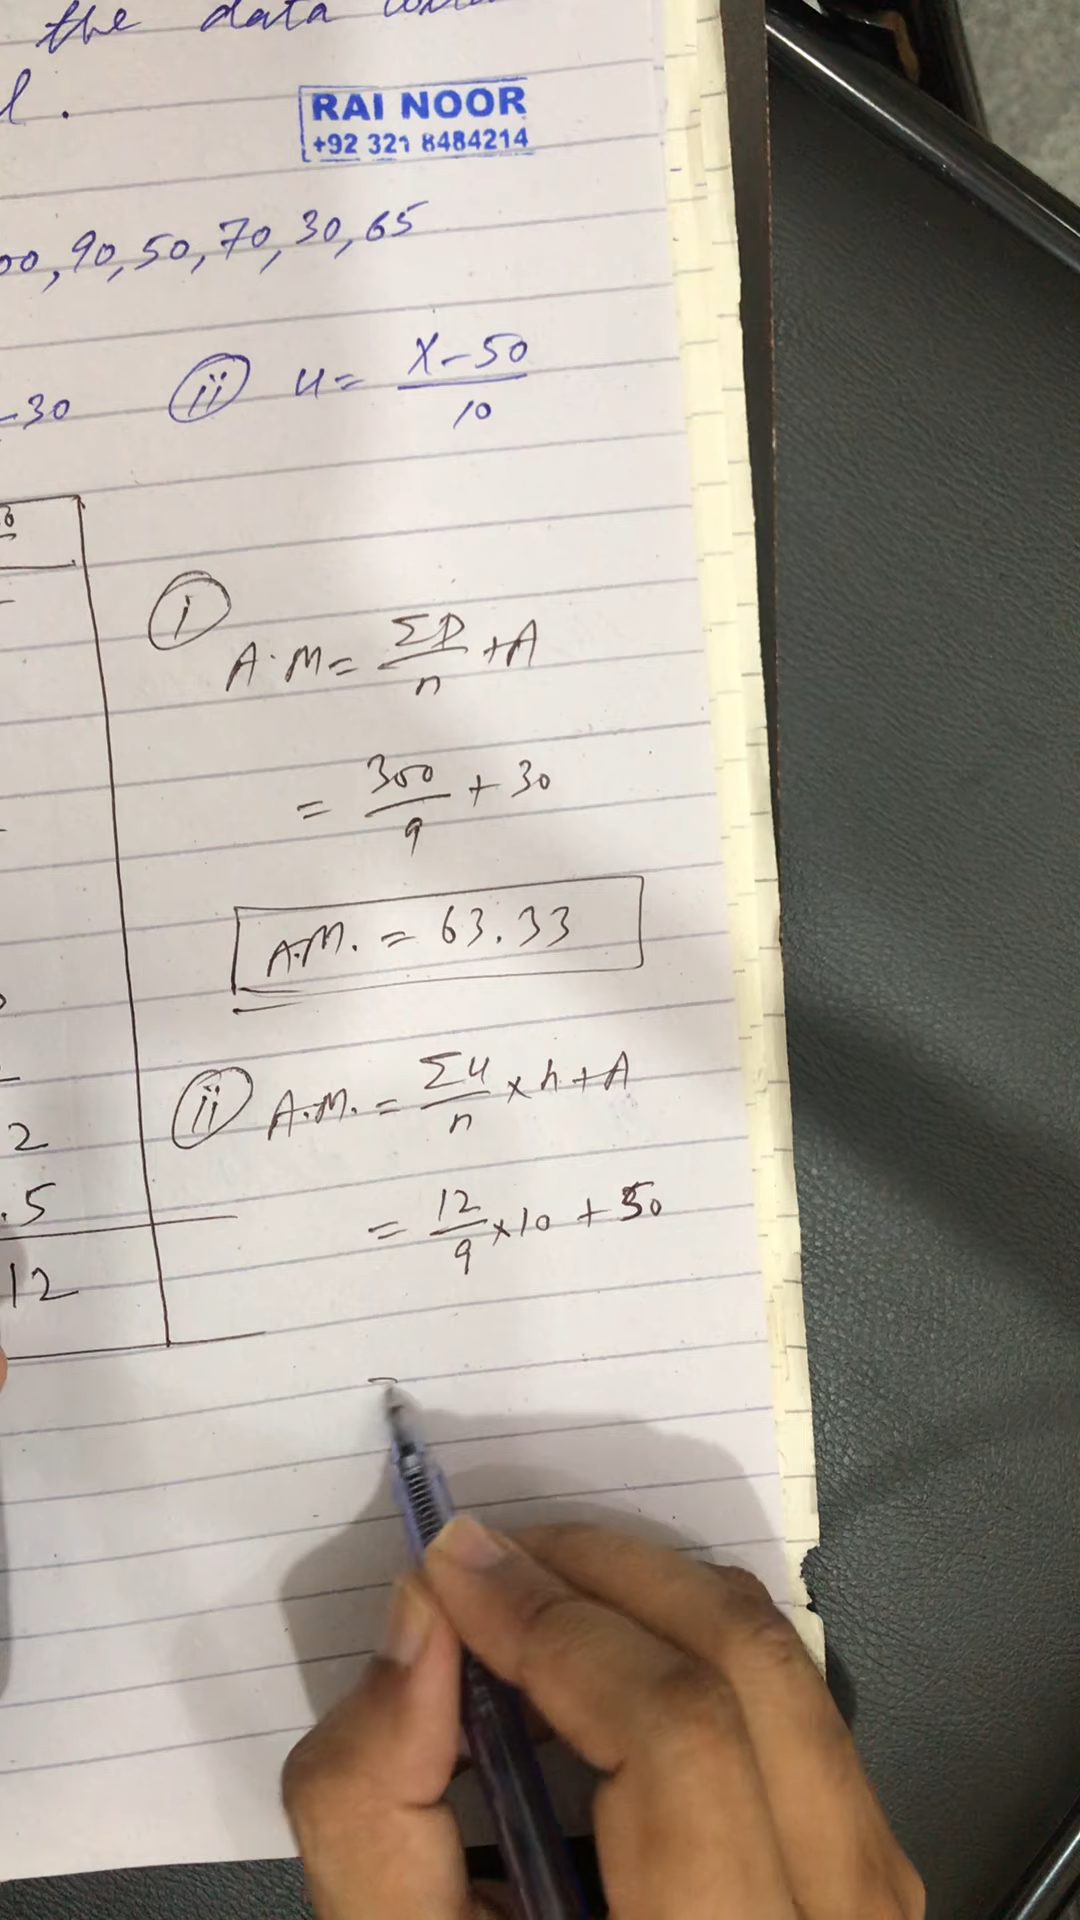 the data
l.
RAI NOOR
+92 321 8484214
00, 90, 50, 70, 30, 65
-30 (ii) u = X-50 / 10
(i)
A.M = ΣD / n + A
= 300 / 9 + 30
A.M. = 63.33
(ii) A.M. = Σu / n × h + A
2
= 12 / 9 × 10 + 50
.5
12